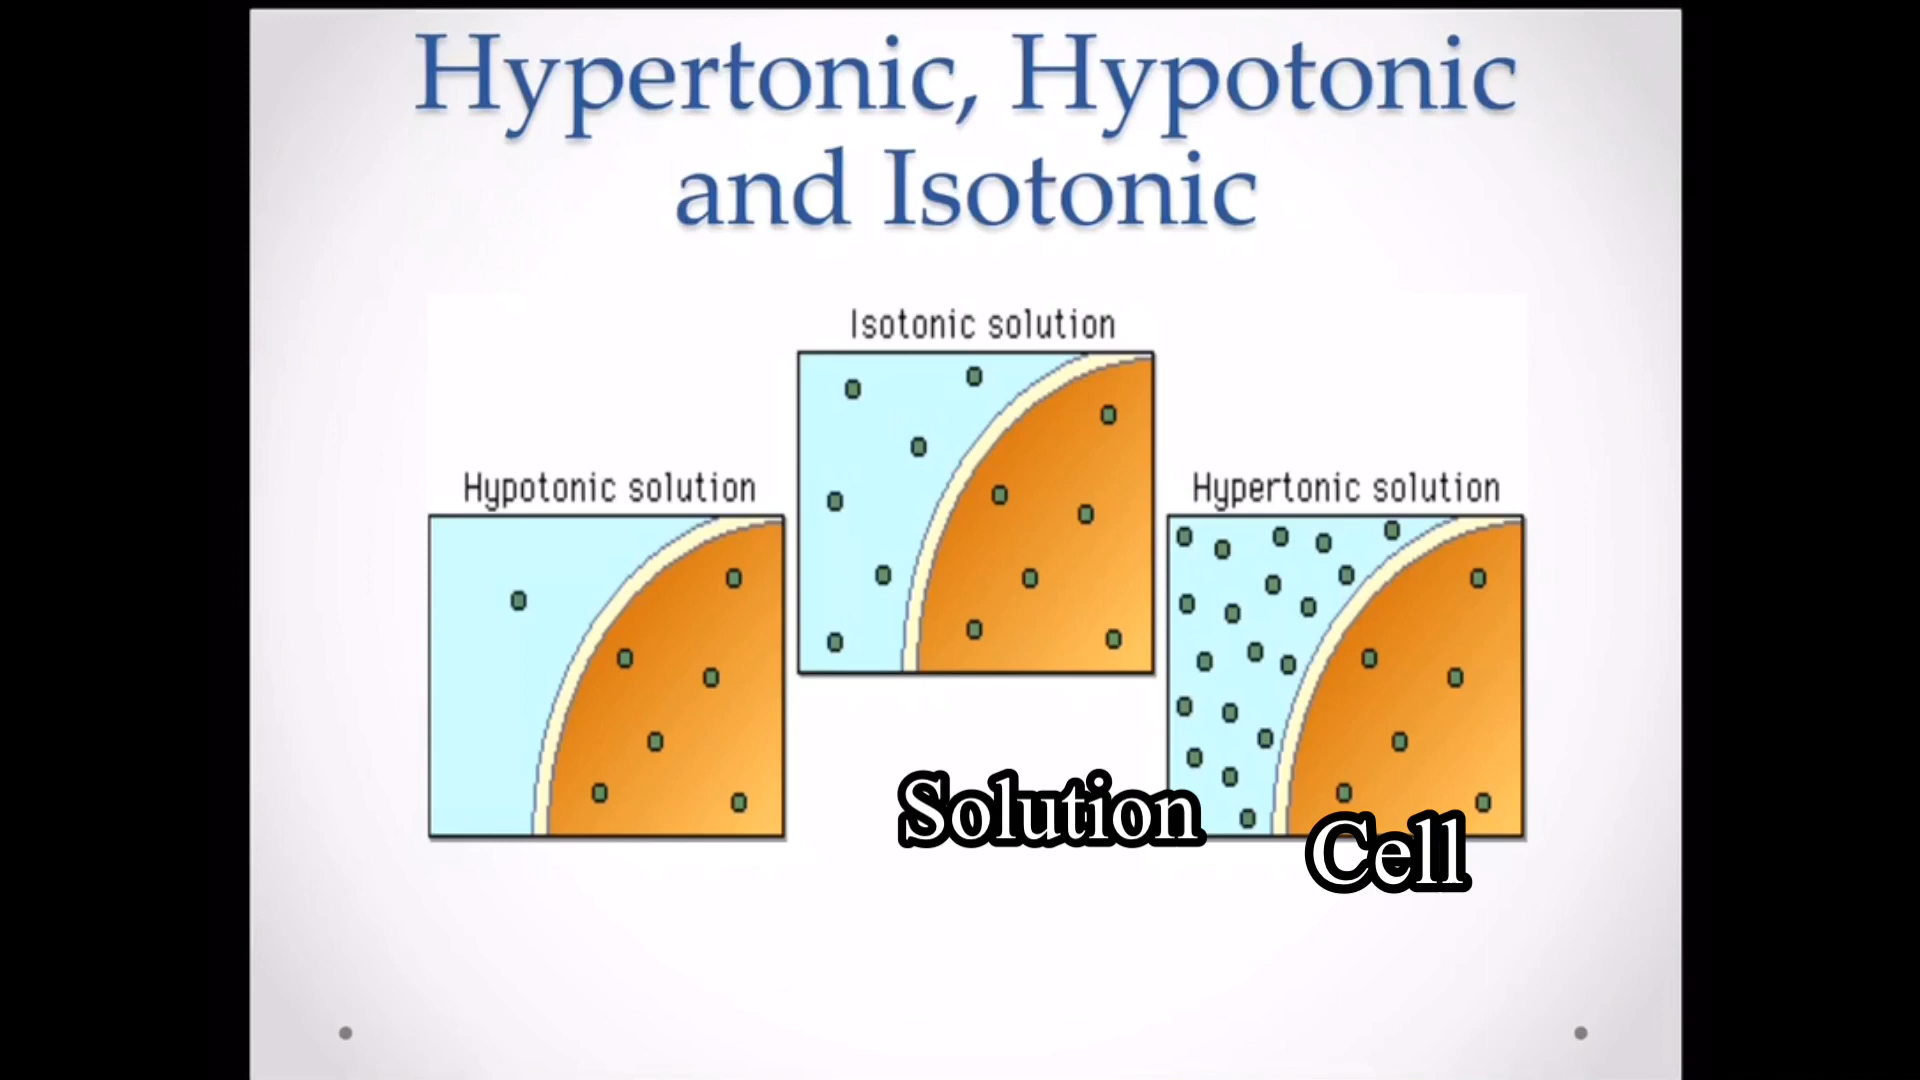 Hypertonic, Hypotonic
and Isotonic
Isotonic solution
Hypotonic solution
Hypertonic solution
Solution
Cell